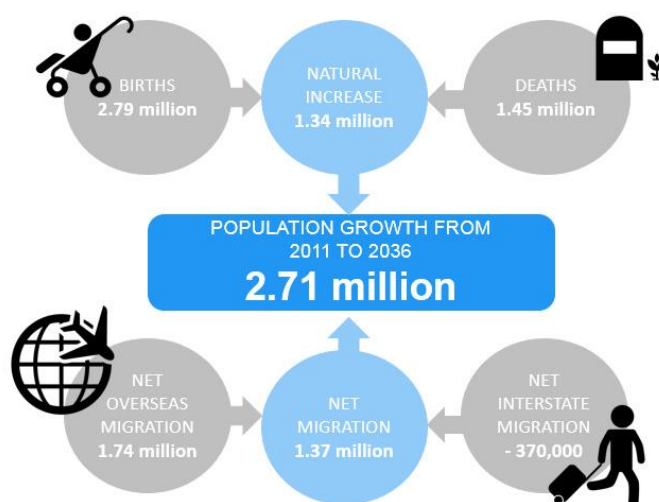 BIRTHS
2.79 million
NATURAL
INCREASE
1.34 million
DEATHS
1.45 million
POPULATION GROWTH FROM
2011 TO 2036
2.71 million
NET
OVERSEAS
MIGRATION
1.74 million
NET
MIGRATION
1.37 million
NET
INTERSTATE
MIGRATION
- 370,000